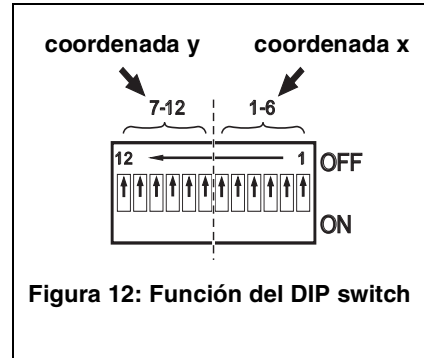 coordenada y coordenada x
7-12 1-6
12 1 OFF
ON
Figura 12: Función del DIP switch